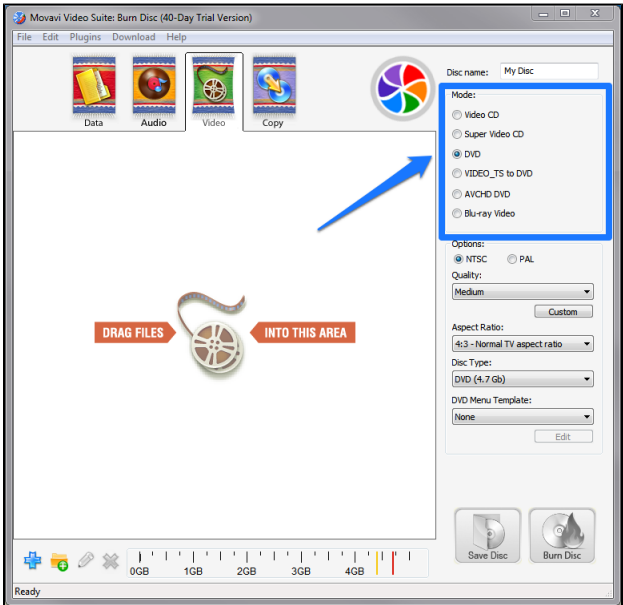 Movavi Video Suite: Burn Disc (40-Day Trial Version)
File Edit Plugins Download Help
Data Audio Video Copy
Disc name: My Disc
Mode:
Video CD
Super Video CD
DVD
VIDEO_TS to DVD
AVCHD DVD
Blu-ray Video
Options:
NTSC PAL
Quality:
Medium
Custom
Aspect Ratio:
4:3 - Normal TV aspect ratio
Disc Type:
DVD (4.7 Gb)
DVD Menu Template:
None
Edit
DRAG FILES INTO THIS AREA
Save Disc Burn Disc
0GB 1GB 2GB 3GB 4GB
Ready